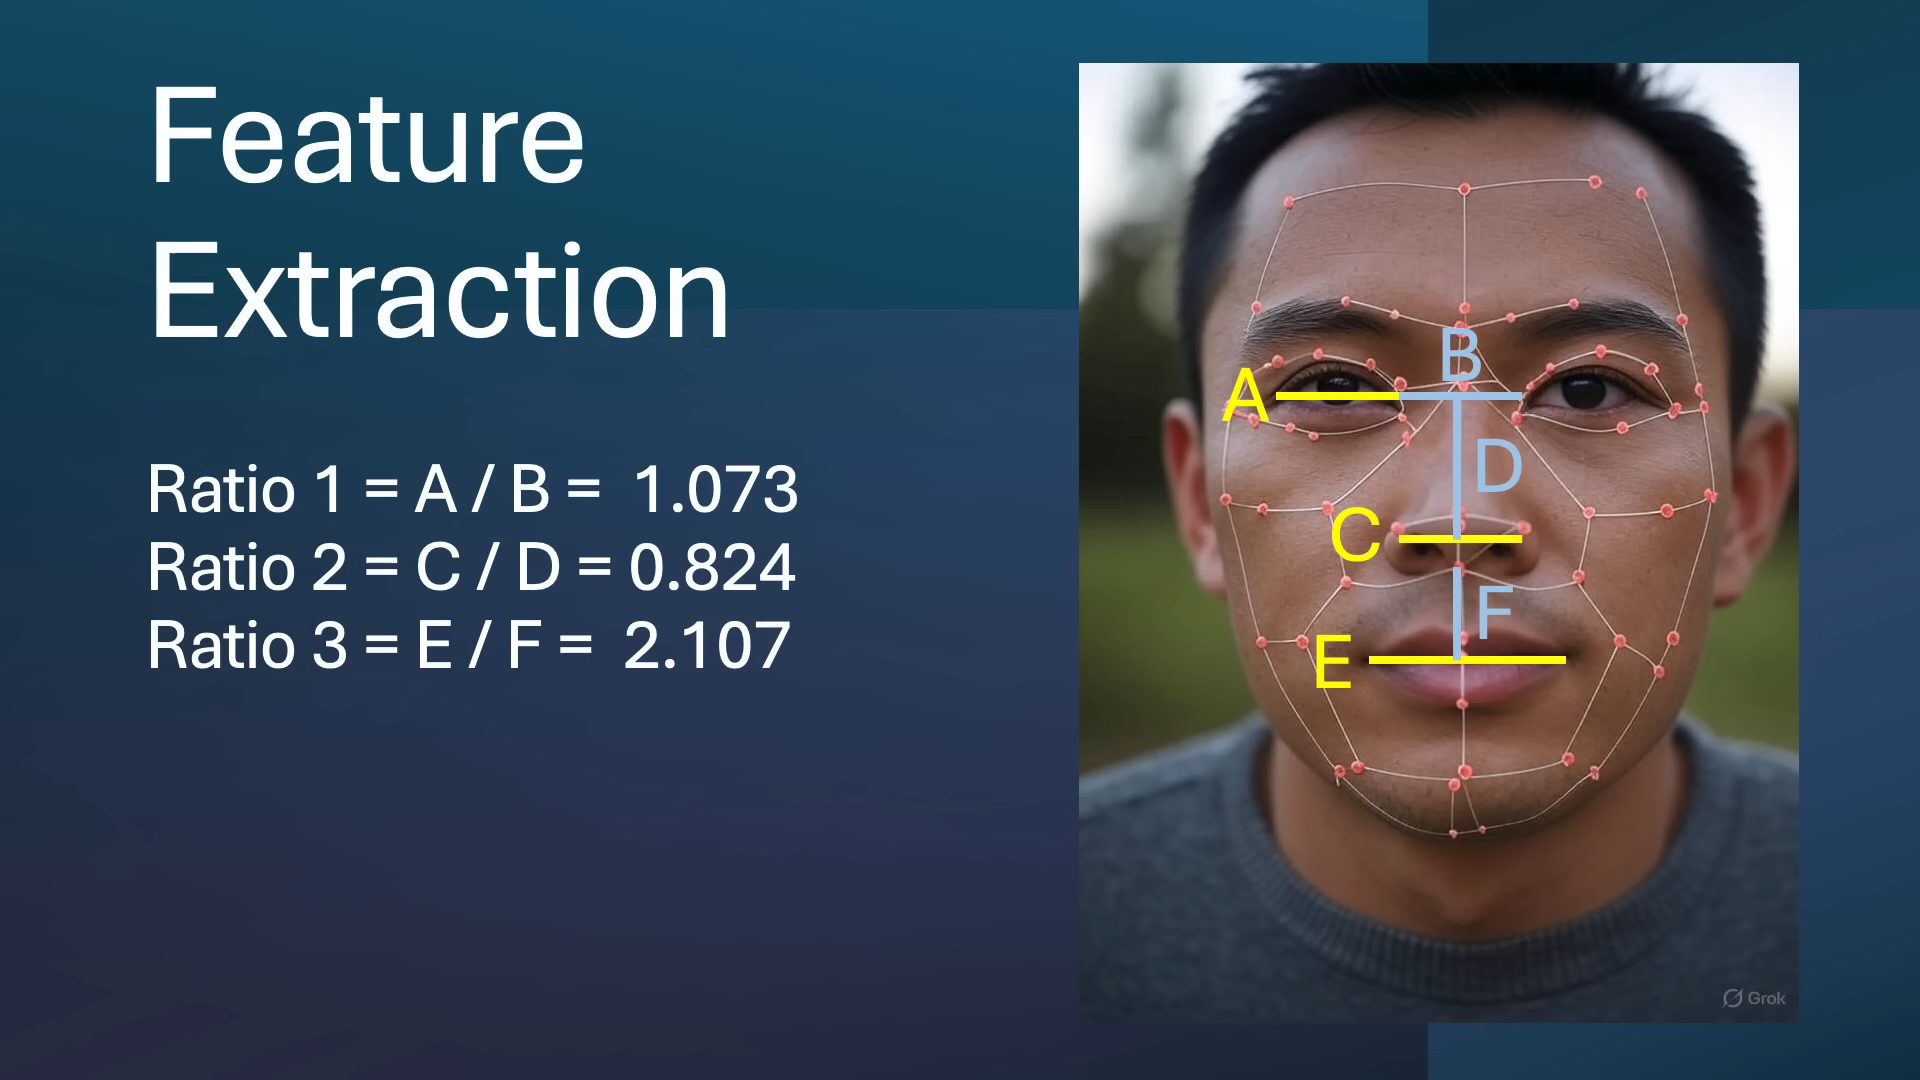 Feature
Extraction
Ratio 1 = A / B = 1.073
Ratio 2 = C / D = 0.824
Ratio 3 = E / F = 2.107
B
A
D
C
F
E
Grok